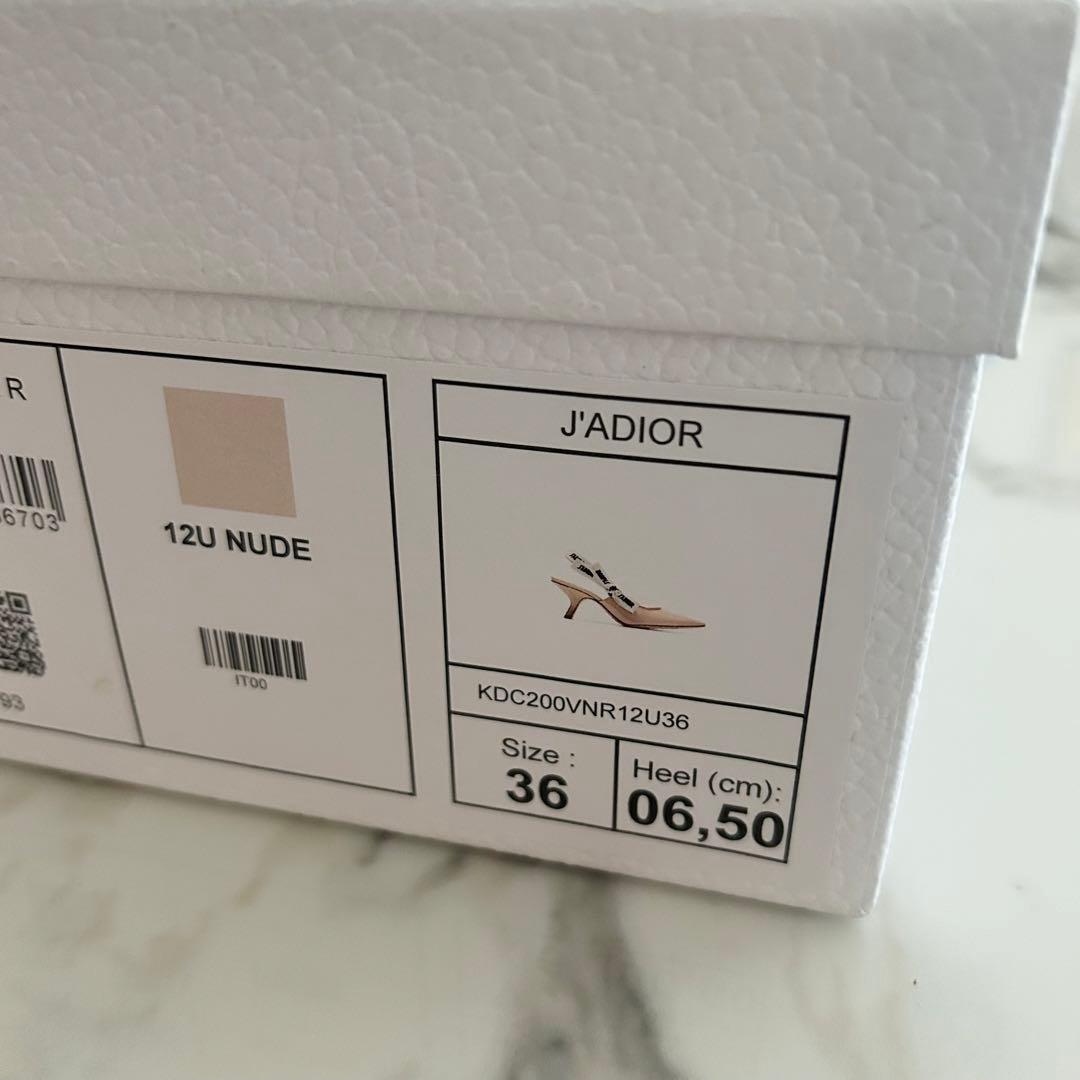 R
6703
93
12U NUDE
IT00
J'ADIOR
KDC200VNR12U36
Size :
36
Heel (cm):
06,50